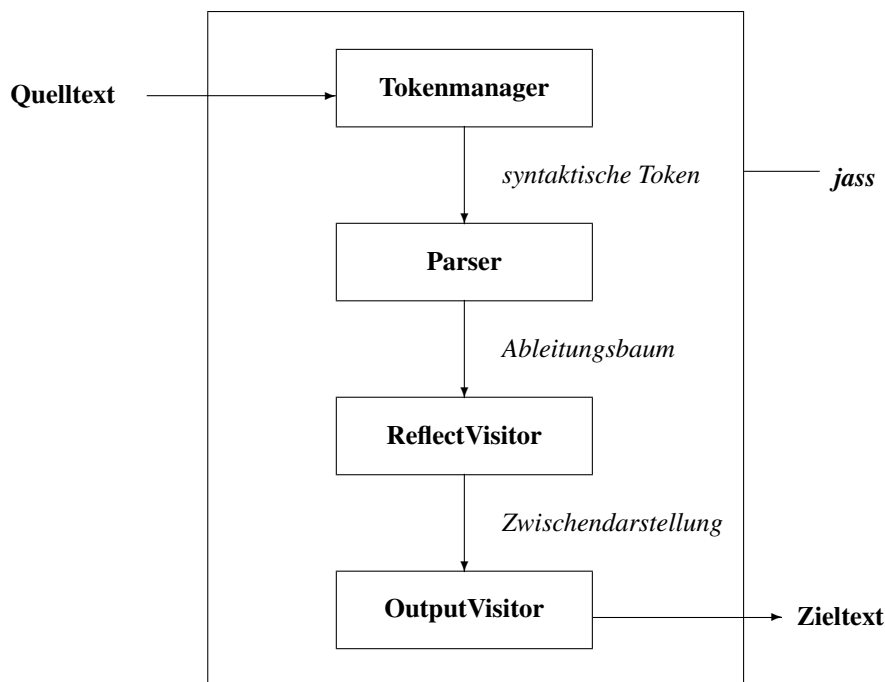 Tokenmanager
Quelltext
syntaktische Token
jass
Parser
Ableitungsbaum
ReflectVisitor
Zwischendarstellung
OutputVisitor
Zieltext